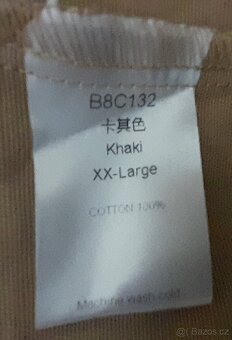 B8C132
卡其色
Khaki
XX-Large
COTTON 100%
Machine wash cold
Bazos.cz